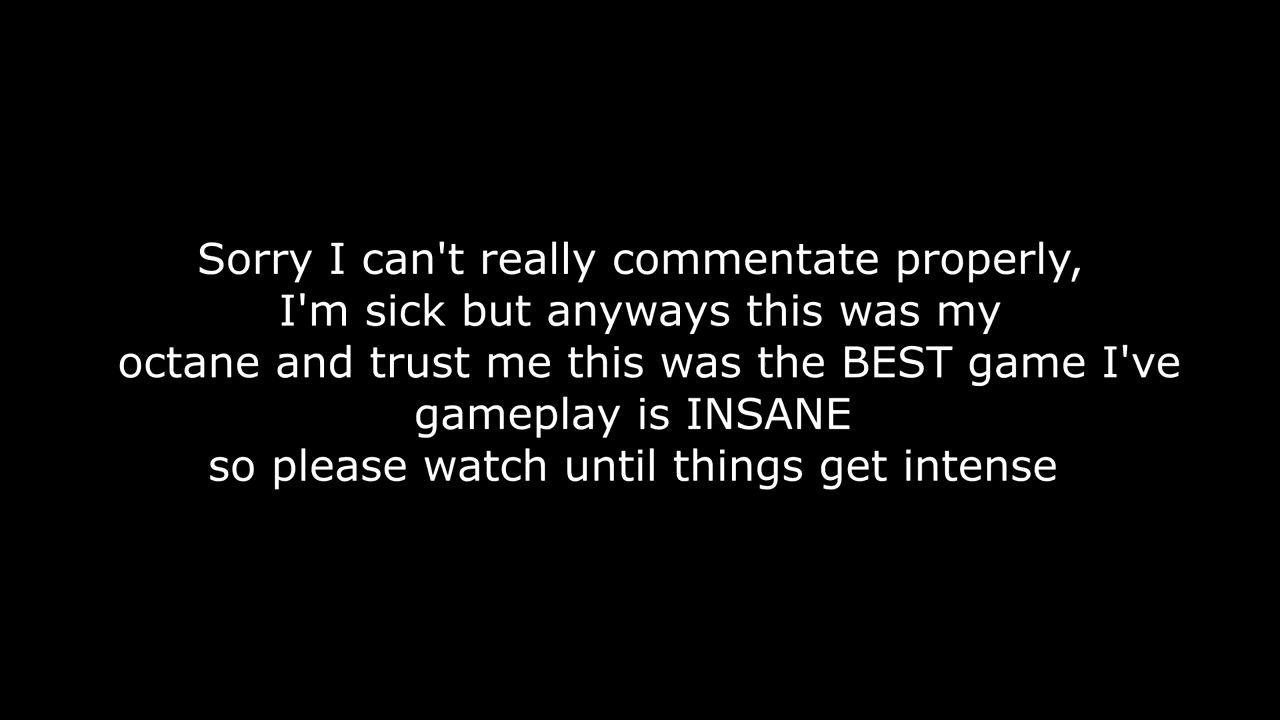 Sorry I can't really commentate properly,
I'm sick but anyways this was my
octane and trust me this was the BEST game I've
gameplay is INSANE
so please watch until things get intense